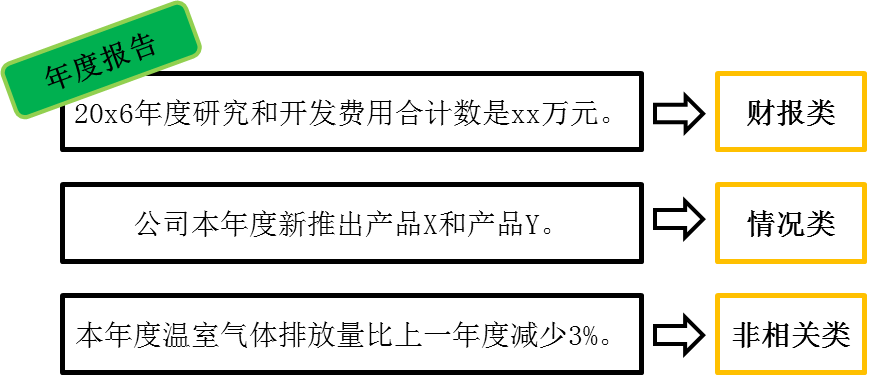 年度报告
20x6年度研究和开发费用合计数是xx万元。
财报类
公司本年度新推出产品X和产品Y。
情况类
本年度温室气体排放量比上一年度减少3%。
非相关类